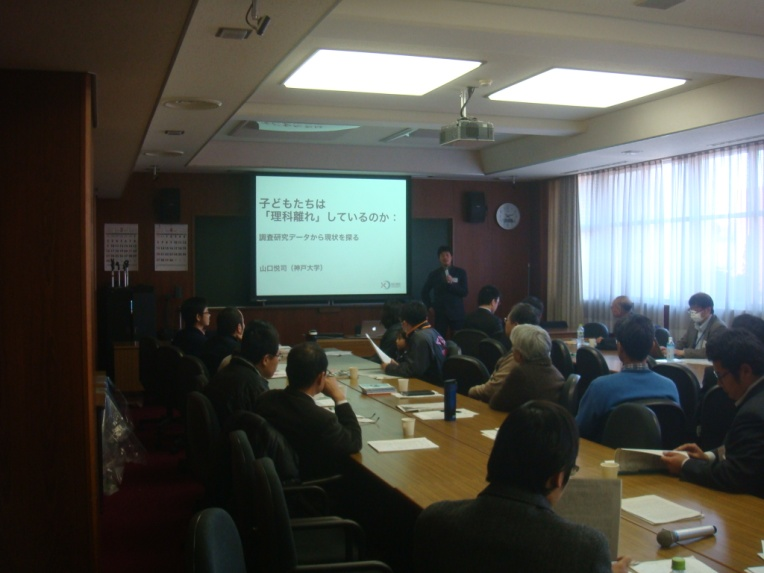 子どもたちは
「理科離れ」しているのか：
調査研究データから現状を探る
山口悦司（神戸大学）